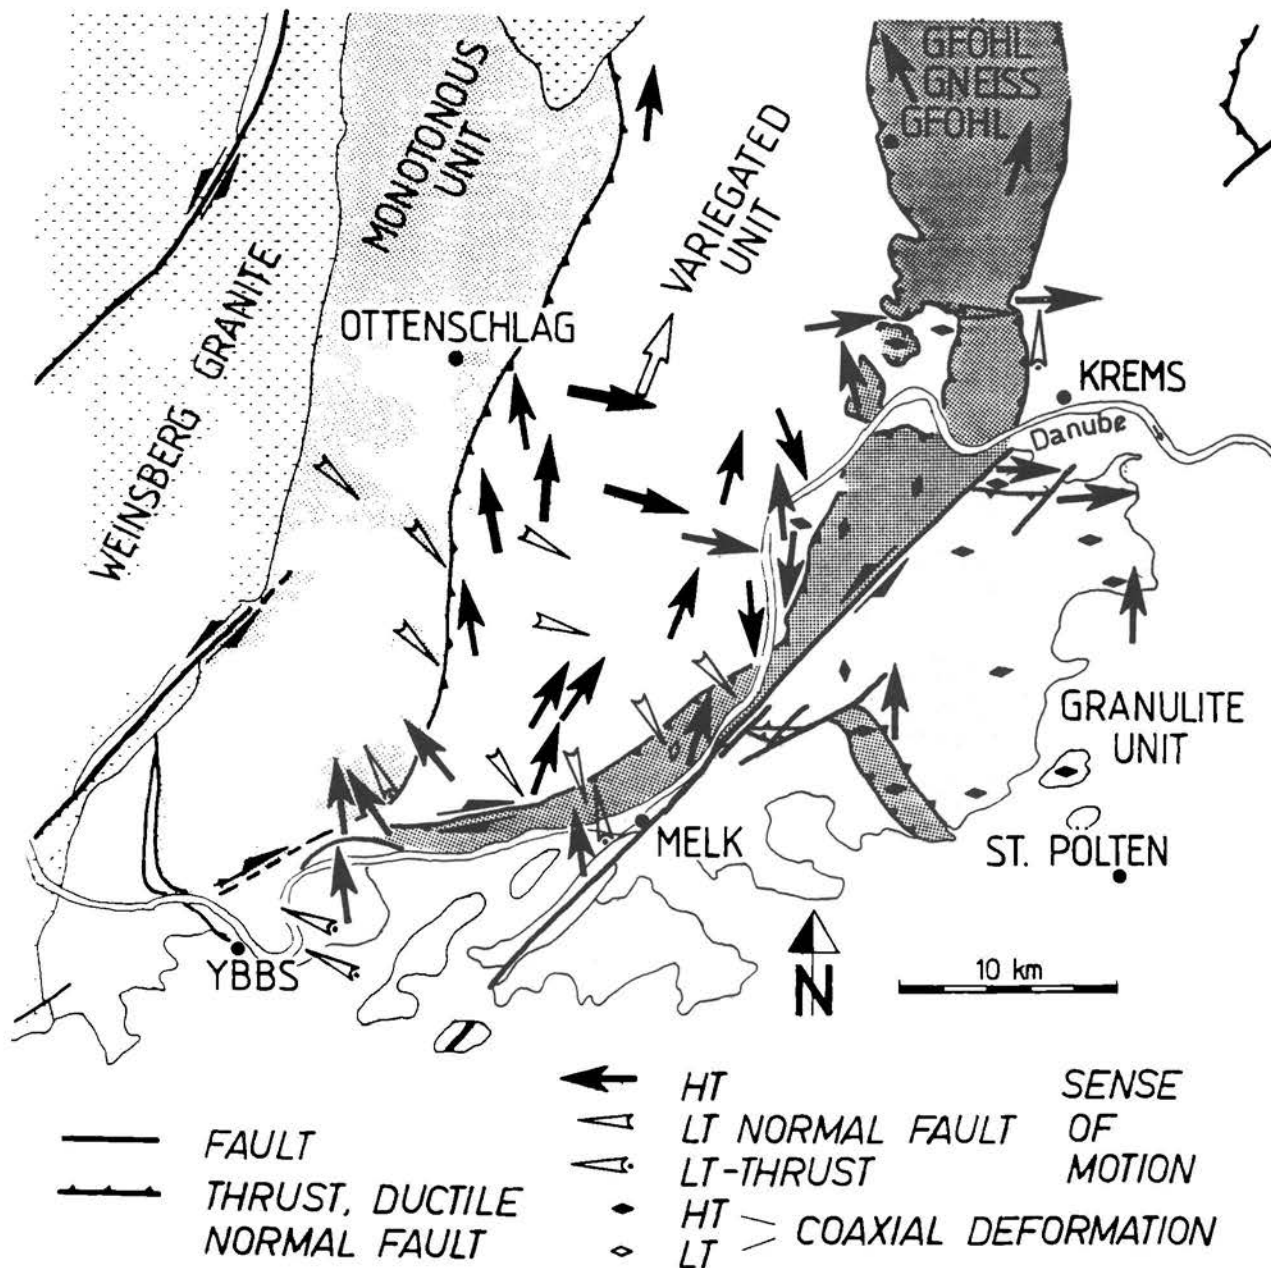 GFÖHL
GNEISS
GFÖHL
MONOTONOUS
UNIT
VARIEGATED
UNIT
WEINSBERG GRANITE
OTTENSCHLAG
KREMS
Danube
GRANULITE
UNIT
MELK
ST. PÖLTEN
YBBS
N
10 km
HT
SENSE
LT NORMAL FAULT
OF
LT-THRUST
MOTION
FAULT
THRUST, DUCTILE
NORMAL FAULT
HT
COAXIAL DEFORMATION
LT